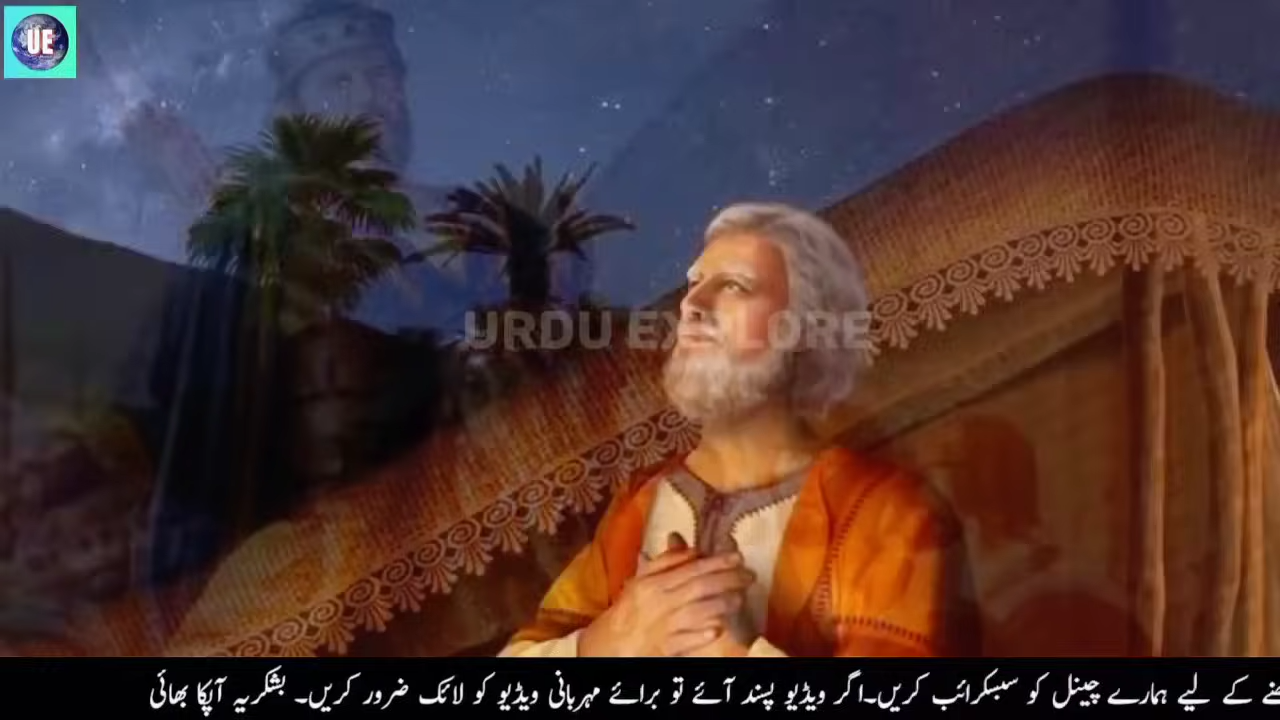 UE
URDU EXPLORE
کے لیے ہمارے چینل کو سبسکرائب کریں۔اگر ویڈیو پسند آئے تو برائے مہربانی ویڈیو کو لائک ضرور کریں۔ بشکریہ آپکا بھائی